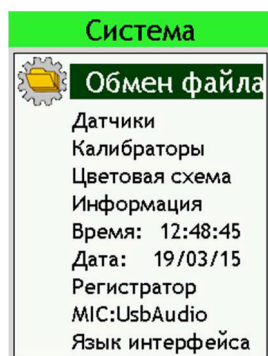 Система
Обмен файла
Датчики
Калибраторы
Цветовая схема
Информация
Время: 12:48:45
Дата: 19/03/15
Регистратор
MIC:UsbAudio
Язык интерфейса